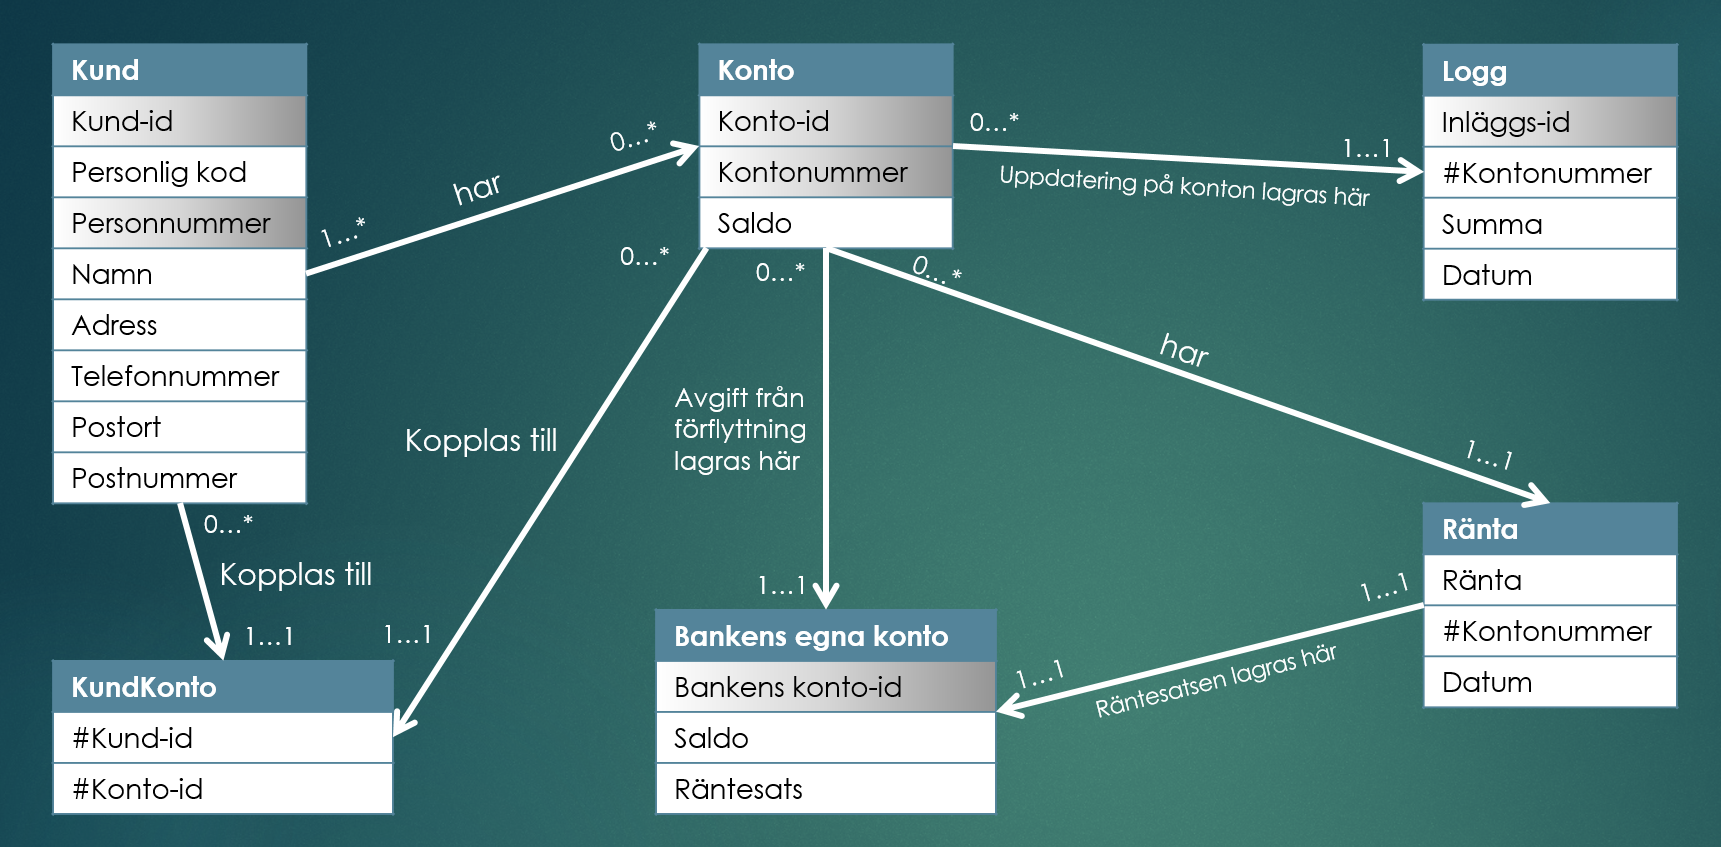 Kund
Kund-id
Personlig kod
Personnummer
Namn
Adress
Telefonnummer
Postort
Postnummer
1...*
har
0...*
Konto
Konto-id
Kontonummer
Saldo
0...*
1...1
Uppdatering på konton lagras här
Logg
Inläggs-id
#Kontonummer
Summa
Datum
0...*
0...*
0...*
har
1...1
Kopplas till
Avgift från
förflyttning
lagras här
0...*
Kopplas till
1...1
1...1
1...1
KundKonto
#Kund-id
#Konto-id
Bankens egna konto
Bankens konto-id
Saldo
Räntesats
1...1
1...1
Räntesatsen lagras här
Ränta
Ränta
#Kontonummer
Datum